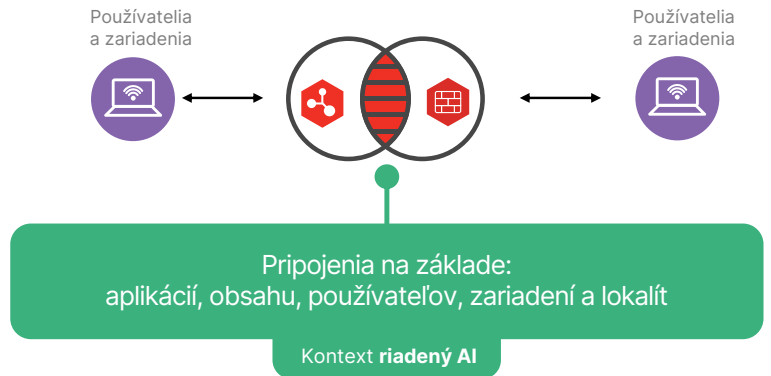 Používatelia
a zariadenia
Používatelia
a zariadenia
Pripojenia na základe:
aplikácií, obsahu, používateľov, zariadení a lokalít
Kontext riadený AI